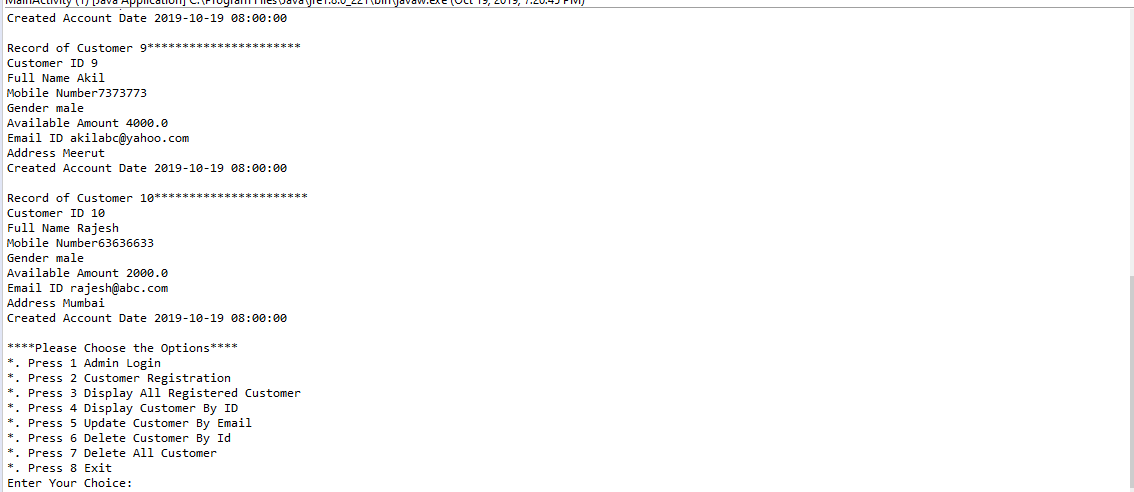 MainActivity (1) [Java Application] C:\Program Files\Java\jre1.8.0_221\bin\javaw.exe (Oct 19, 2019, 7:20:45 PM)
Created Account Date 2019-10-19 08:00:00
Record of Customer 9**********************
Customer ID 9
Full Name Akil
Mobile Number7373773
Gender male
Available Amount 4000.0
Email ID akilabc@yahoo.com
Address Meerut
Created Account Date 2019-10-19 08:00:00
Record of Customer 10**********************
Customer ID 10
Full Name Rajesh
Mobile Number63636633
Gender male
Available Amount 2000.0
Email ID rajesh@abc.com
Address Mumbai
Created Account Date 2019-10-19 08:00:00
****Please Choose the Options****
*. Press 1 Admin Login
*. Press 2 Customer Registration
*. Press 3 Display All Registered Customer
*. Press 4 Display Customer By ID
*. Press 5 Update Customer By Email
*. Press 6 Delete Customer By Id
*. Press 7 Delete All Customer
*. Press 8 Exit
Enter Your Choice: